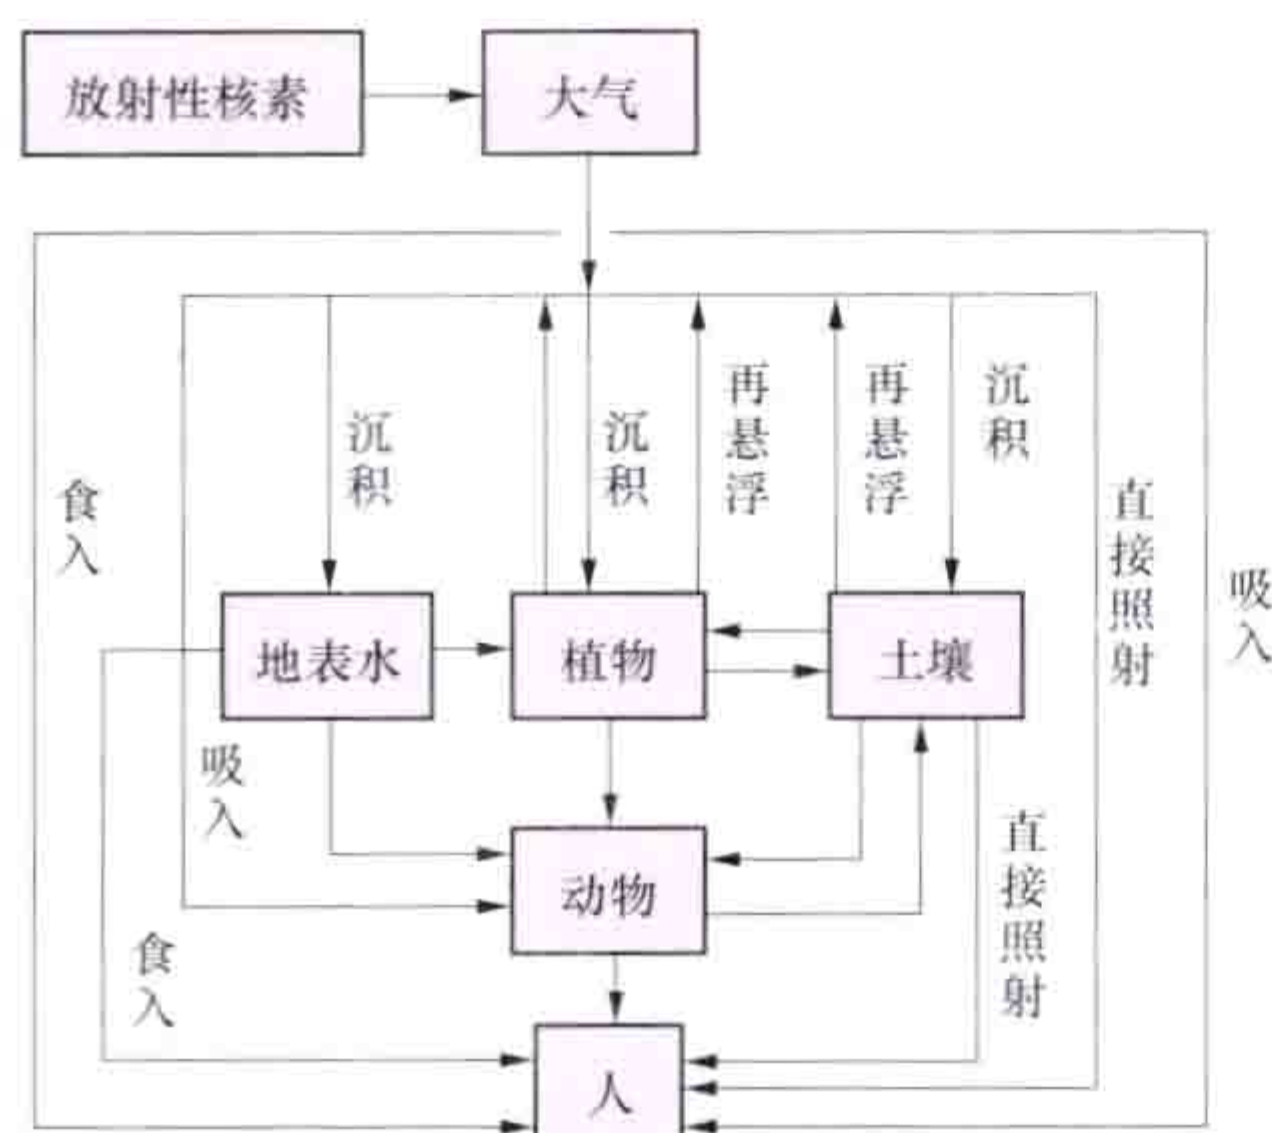 放射性核素
大气
沉积
沉积
再悬浮
再悬浮
沉积
食入
直接照射
吸入
地表水
植物
土壤
吸入
直接照射
动物
食入
人